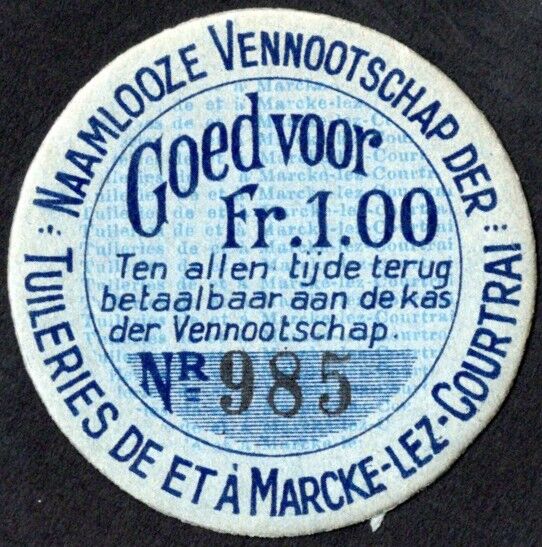 : NAAMLOOZE VENNOOTSCHAP DER :
TUILERIES DE ET À MARCKE-LEZ-COURTRAI
Goed voor
Fr. 1.00
Ten allen tijde terug
betaalbaar aan de kas
der Vennootschap.
NR 985